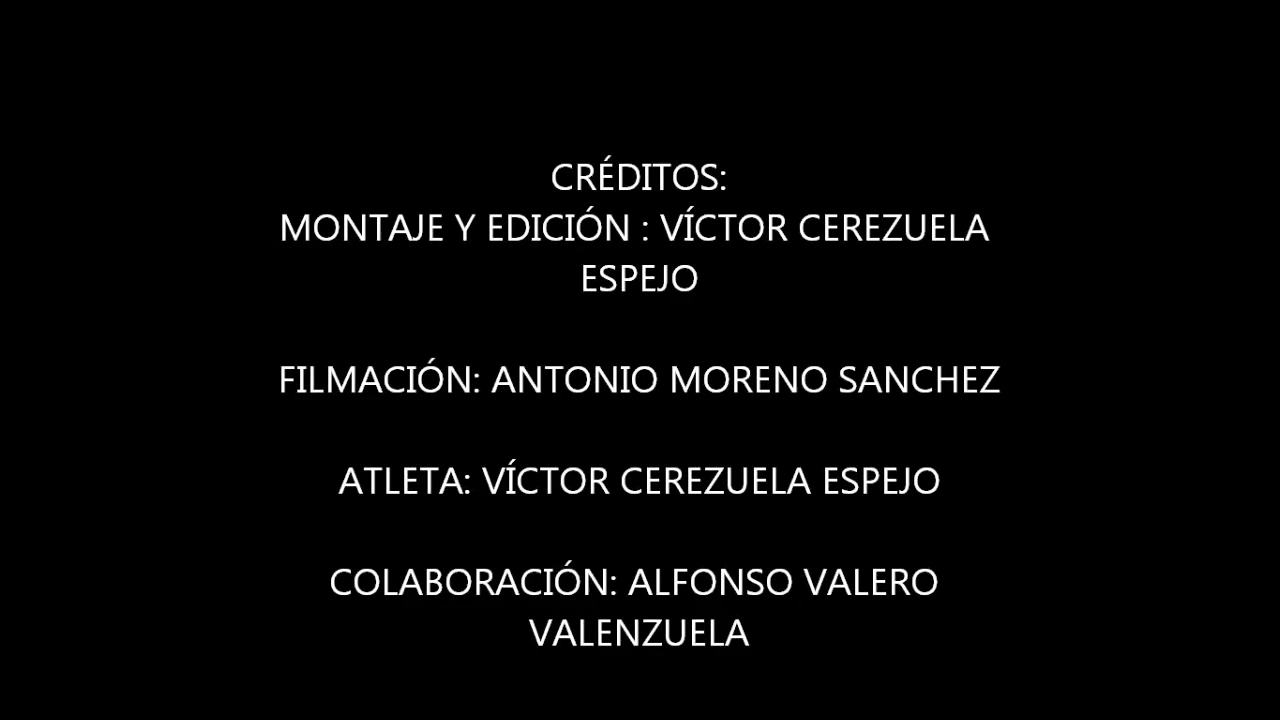 CRÉDITOS:
MONTAJE Y EDICIÓN : VÍCTOR CEREZUELA
ESPEJO
FILMACIÓN: ANTONIO MORENO SANCHEZ
ATLETA: VÍCTOR CEREZUELA ESPEJO
COLABORACIÓN: ALFONSO VALERO
VALENZUELA